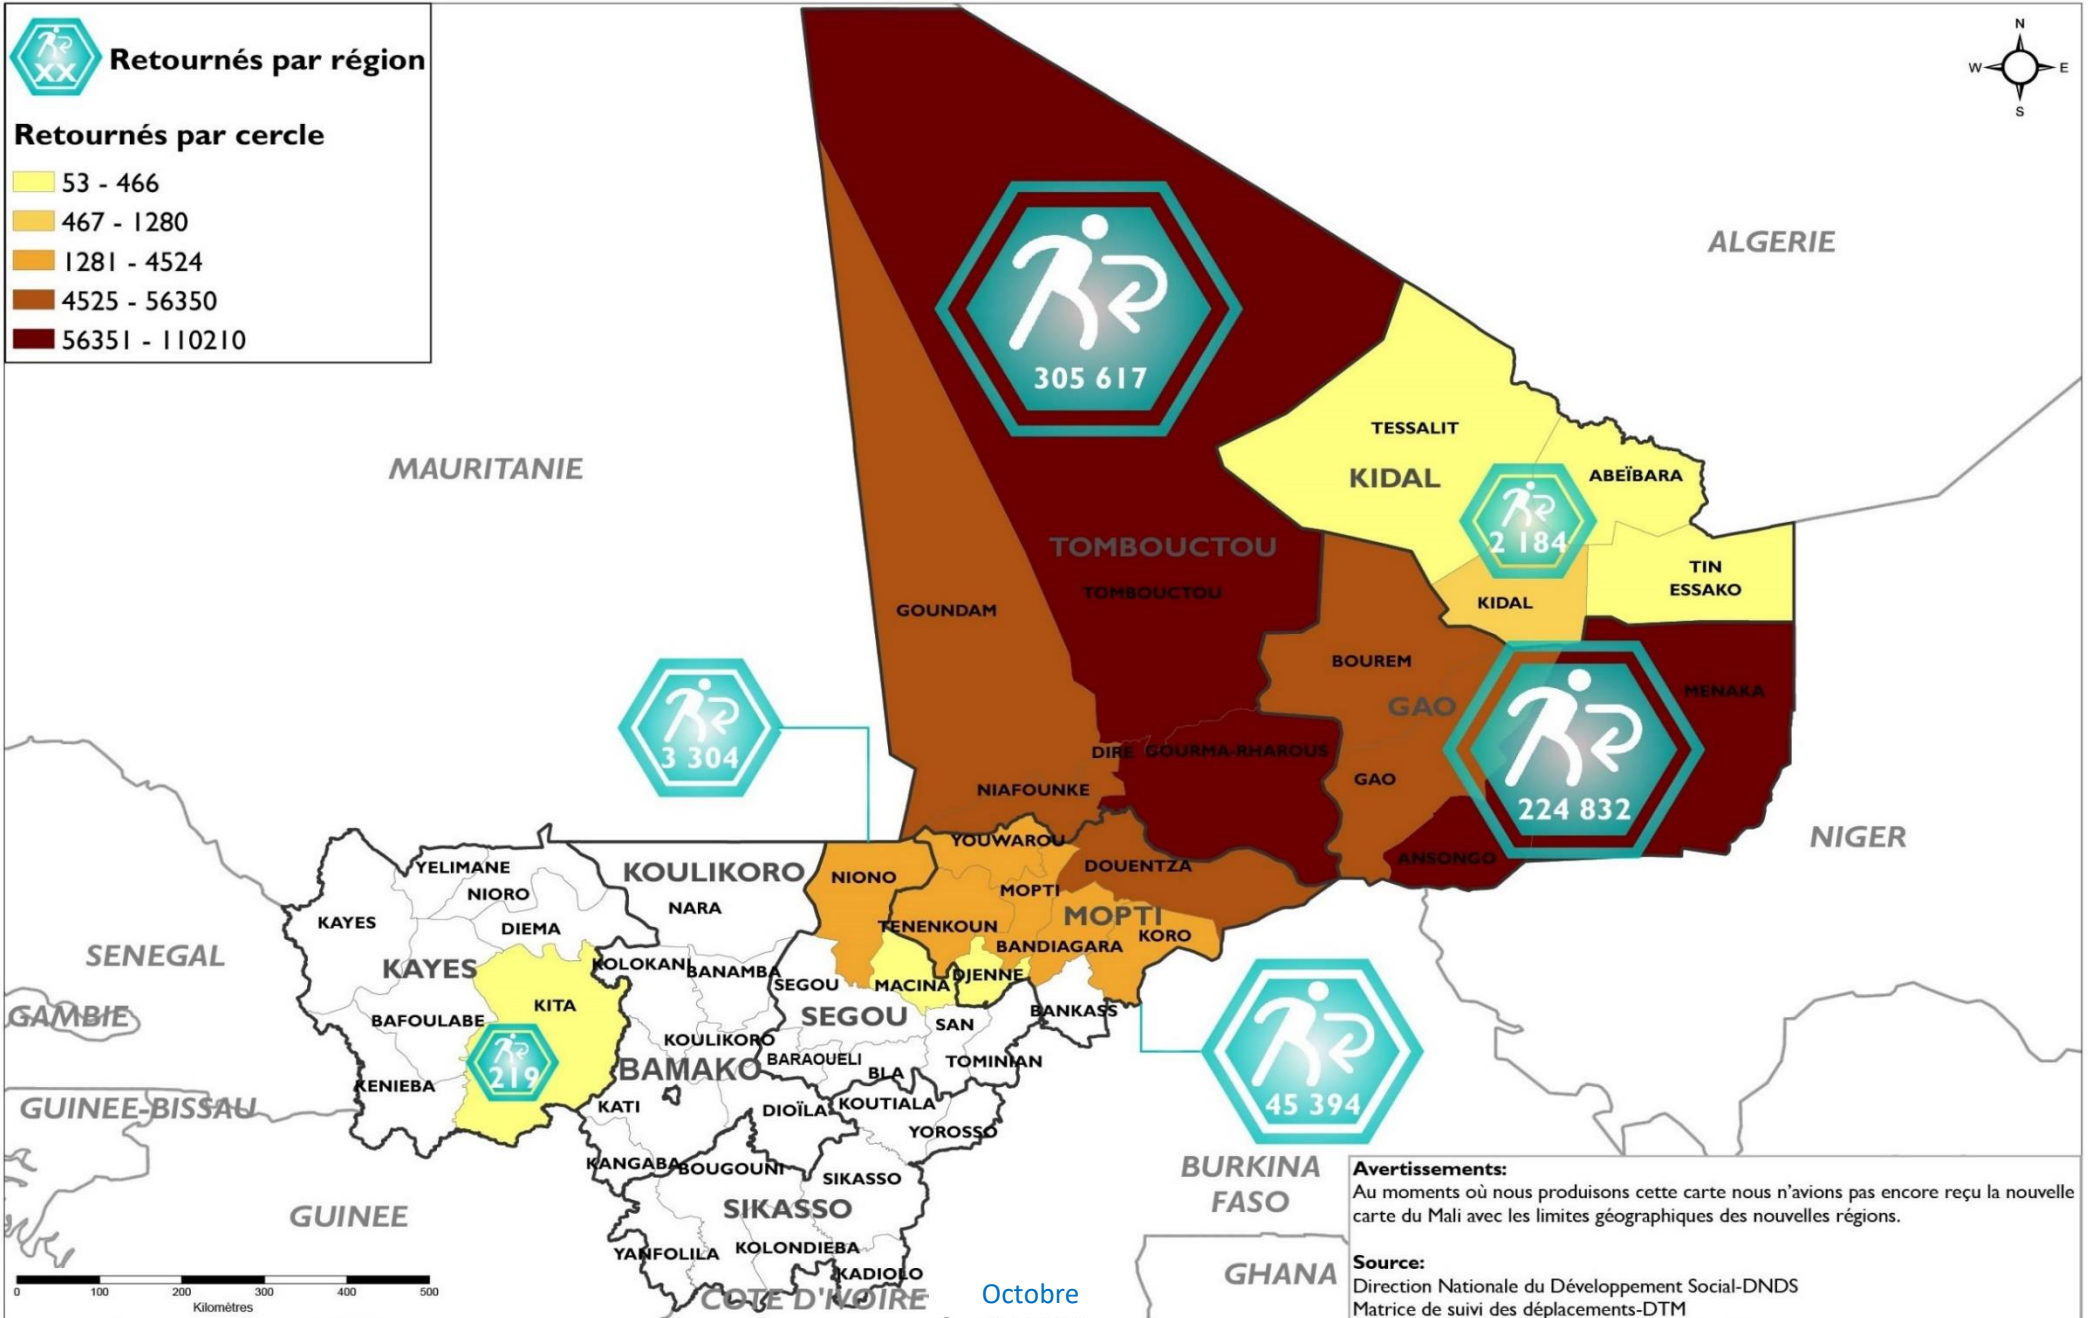 XX
Retournés par région
Retournés par cercle
53 - 466
467 - 1280
1281 - 4524
4525 - 56350
56351 - 110210
N
W
E
S
ALGERIE
305 617
TESSALIT
MAURITANIE
KIDAL
ABEÏBARA
2 184
TOMBOUCTOU
TIN
ESSAKO
TOMBOUCTOU
KIDAL
GOUNDAM
BOUREM
MENAKA
GAO
3 304
DIRE
GOURMA-RHAROUS
GAO
NIAFOUNKE
224 832
NIGER
YOUWAROU
YELIMANE
KOULIKORO
NIONO
DOUENTZA
ANSONGO
NIORO
MOPTI
NARA
MOPTI
KAYES
DIEMA
TENENKOUN
KORO
SENEGAL
BANDIAGARA
KAYES
KOLOKANI
BANAMBA
SEGOU
MACINA
DJENNE
KITA
BANKASS
GAMBIE
BAFOULABE
SEGOU
SAN
KOULIKORO
BARAOUELI
TOMINIAN
219
BAMAKO
BLA
KENIEBA
45 394
GUINEE-BISSAU
KATI
DIOÏLA
KOUTIALA
YOROSSO
KANGABA
BOUGOUNI
SIKASSO
BURKINA
FASO
GUINEE
SIKASSO
YANFOLILA
KOLONDIEBA
KADIOLO
GHANA
COTE D'IVOIRE
Octobre
0 100 200 300 400 500
Kilomètres
Avertissements:
Au moments où nous produisons cette carte nous n'avions pas encore reçu la nouvelle
carte du Mali avec les limites géographiques des nouvelles régions.
Source:
Direction Nationale du Développement Social-DNDS
Matrice de suivi des déplacements-DTM